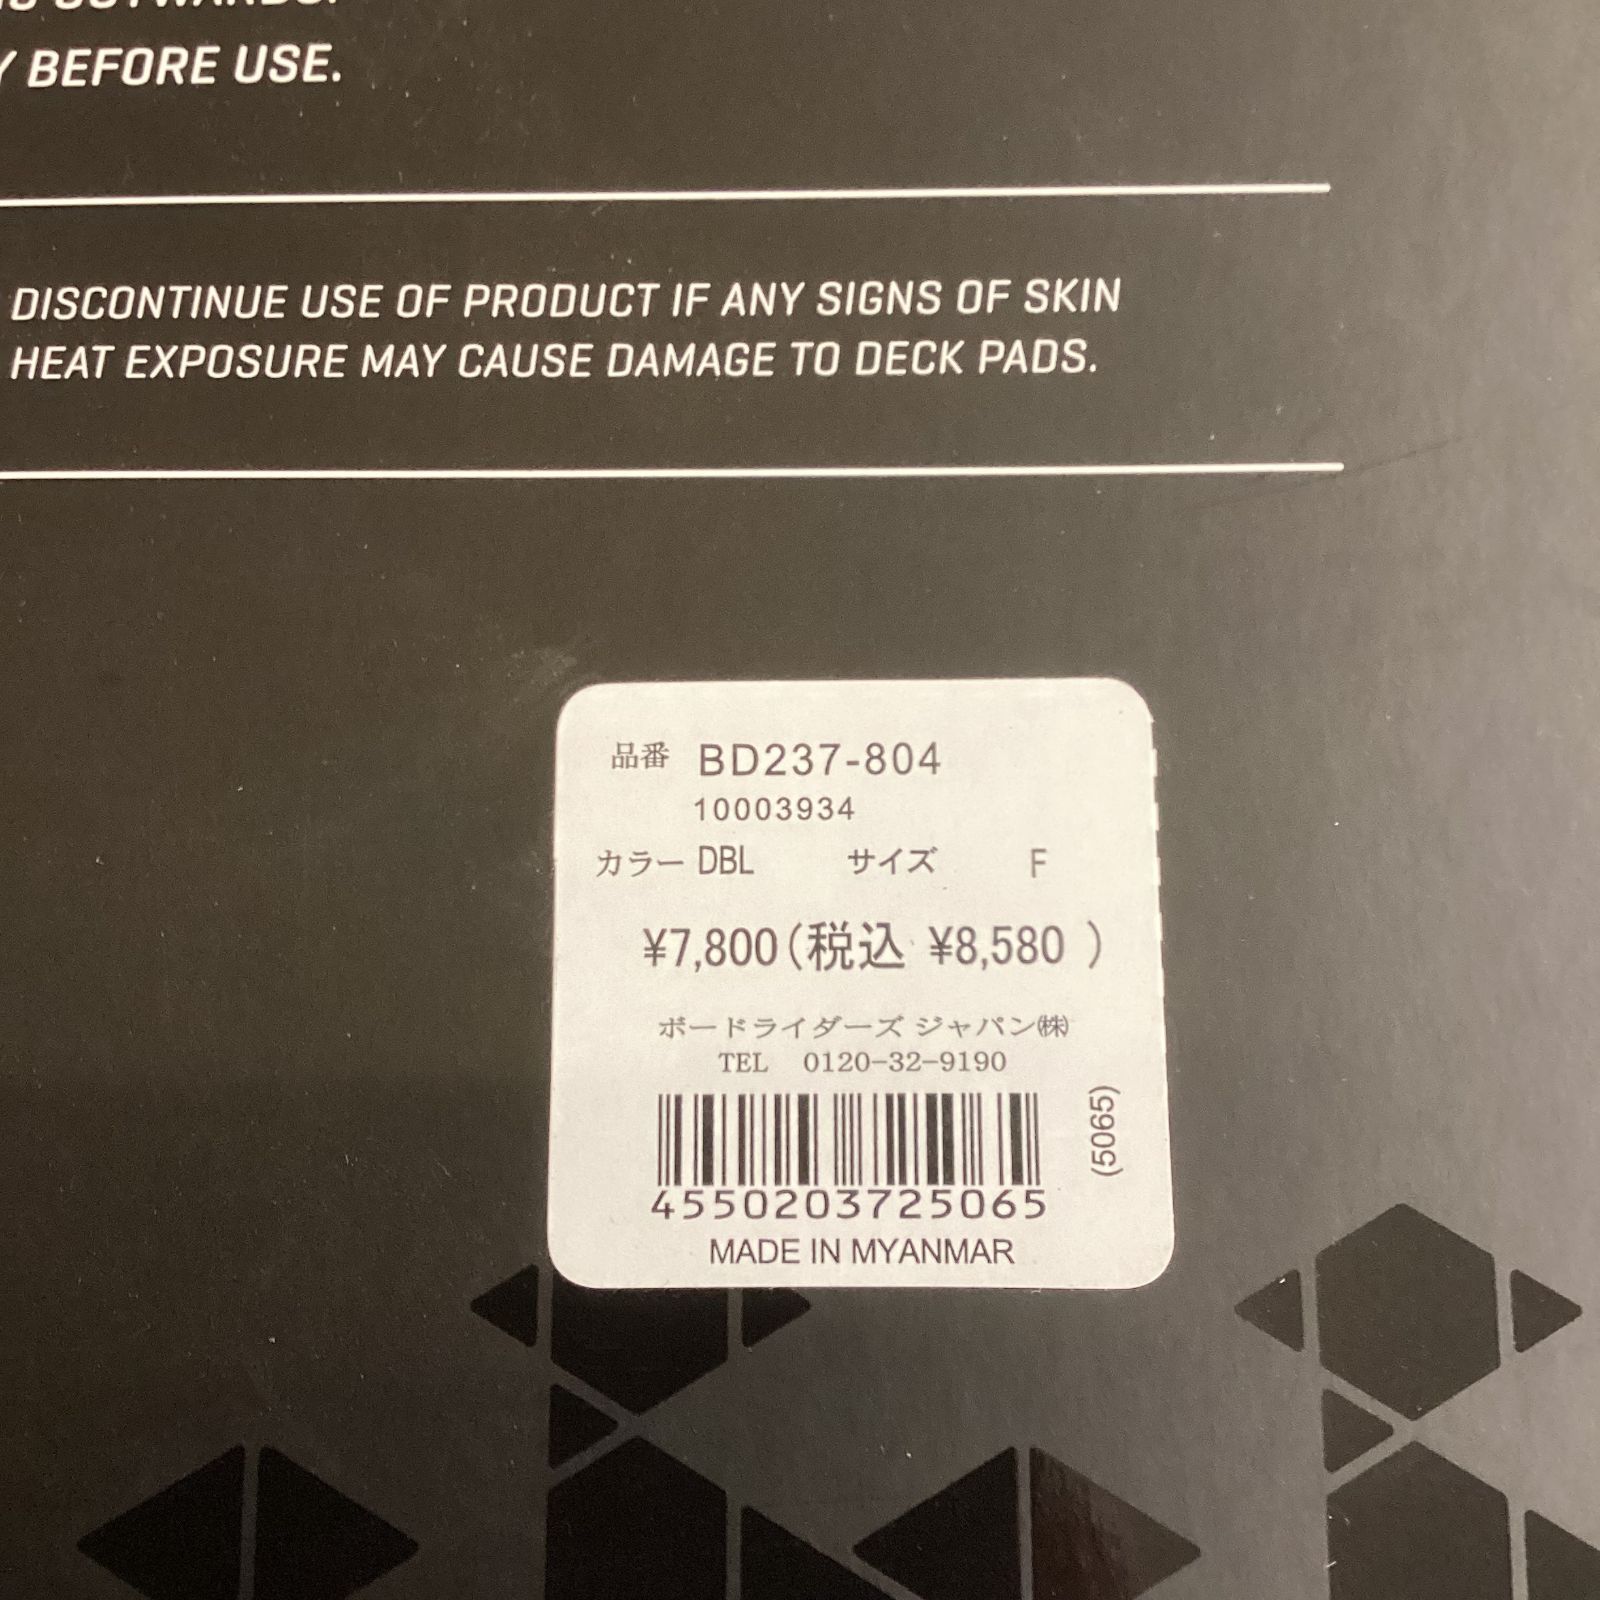 BEFORE USE.
DISCONTINUE USE OF PRODUCT IF ANY SIGNS OF SKIN
HEAT EXPOSURE MAY CAUSE DAMAGE TO DECK PADS.
品番 BD237-804
10003934
カラー DBL サイズ F
¥7,800(税込 ¥8,580 )
ボードライダーズ ジャパン㈱
TEL 0120-32-9190
(5065)
4550203725065
MADE IN MYANMAR